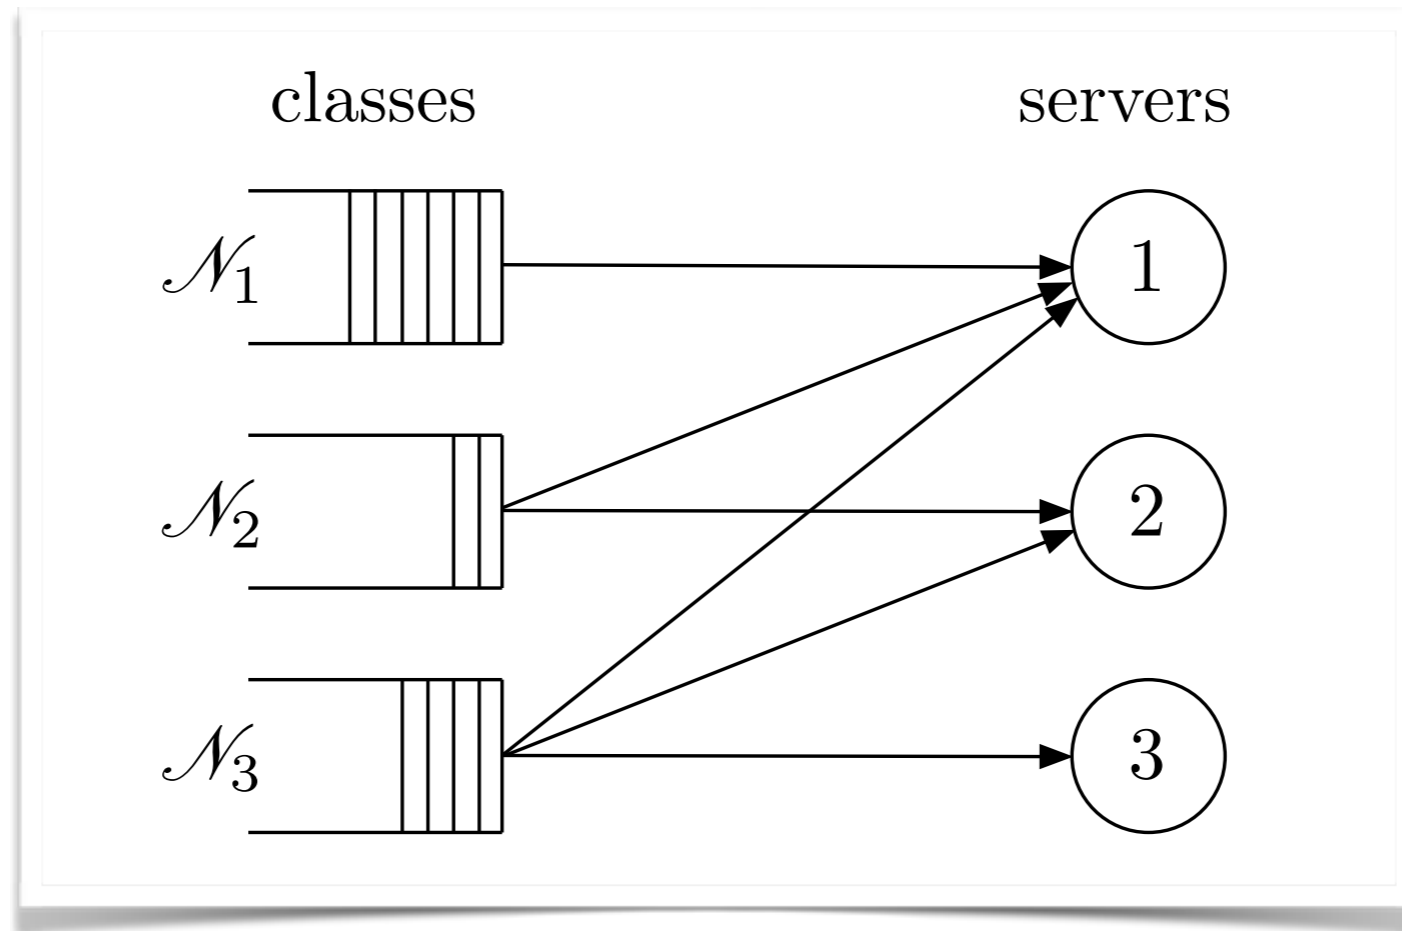 classes servers
𝒩₁ 1
𝒩₂ 2
𝒩₃ 3